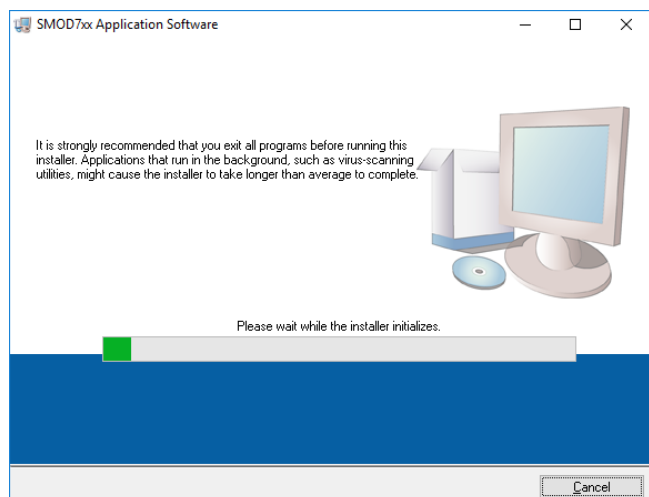 SMOD7xx Application Software
It is strongly recommended that you exit all programs before running this
installer. Applications that run in the background, such as virus-scanning
utilities, might cause the installer to take longer than average to complete.
Please wait while the installer initializes.
Cancel